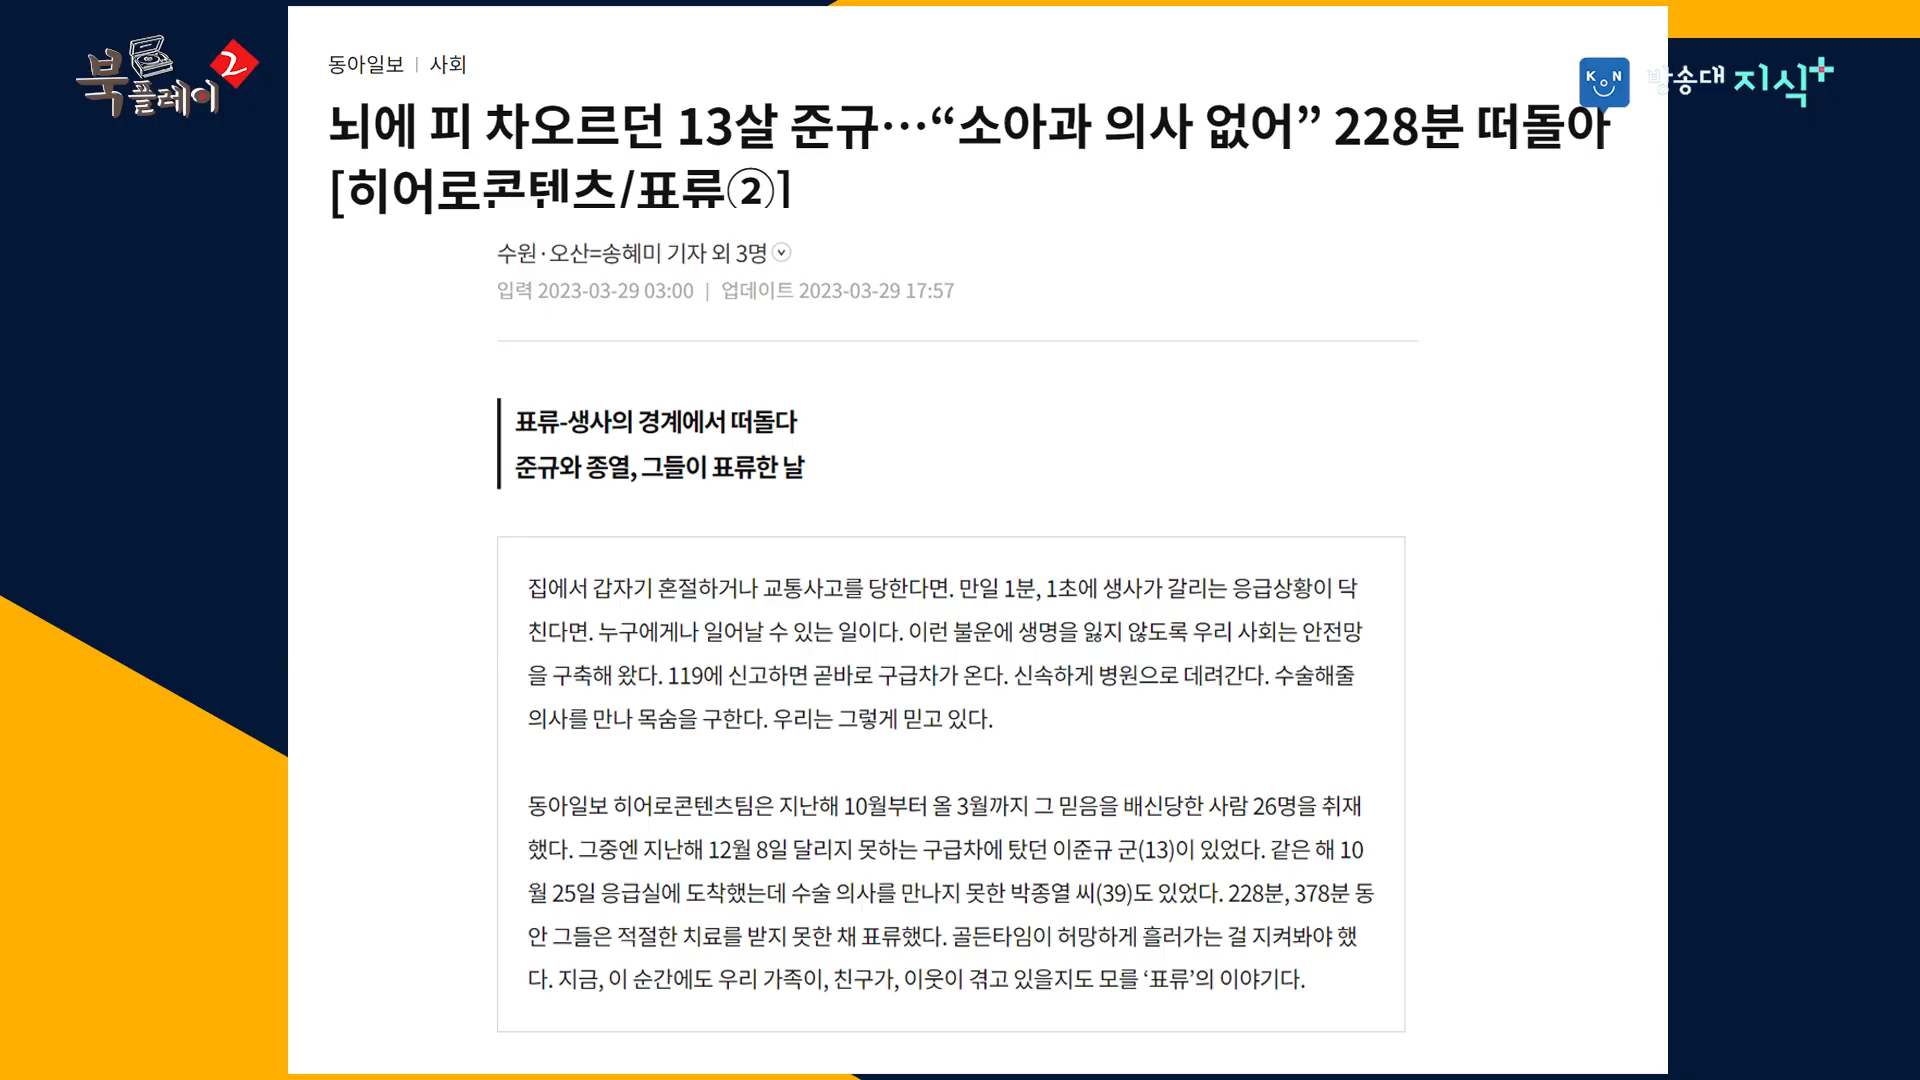 북플레이 2
동아일보 | 사회
KON 방송대 지식+
뇌에 피 차오르던 13살 준규…“소아과 의사 없어” 228분 떠돌아
[히어로콘텐츠/표류②]
수원·오산=송혜미 기자 외 3명
입력 2023-03-29 03:00 | 업데이트 2023-03-29 17:57
표류-생사의 경계에서 떠돌다
준규와 종열, 그들이 표류한 날
집에서 갑자기 혼절하거나 교통사고를 당한다면. 만일 1분, 1초에 생사가 갈리는 응급상황이 닥
친다면. 누구에게나 일어날 수 있는 일이다. 이런 불운에 생명을 잃지 않도록 우리 사회는 안전망
을 구축해 왔다. 119에 신고하면 곧바로 구급차가 온다. 신속하게 병원으로 데려간다. 수술해줄
의사를 만나 목숨을 구한다. 우리는 그렇게 믿고 있다.
동아일보 히어로콘텐츠팀은 지난해 10월부터 올 3월까지 그 믿음을 배신당한 사람 26명을 취재
했다. 그중엔 지난해 12월 8일 달리지 못하는 구급차에 탔던 이준규 군(13)이 있었다. 같은 해 10
월 25일 응급실에 도착했는데 수술 의사를 만나지 못한 박종열 씨(39)도 있었다. 228분, 378분 동
안 그들은 적절한 치료를 받지 못한 채 표류했다. 골든타임이 허망하게 흘러가는 걸 지켜봐야 했
다. 지금, 이 순간에도 우리 가족이, 친구가, 이웃이 겪고 있을지도 모를 ‘표류’의 이야기다.